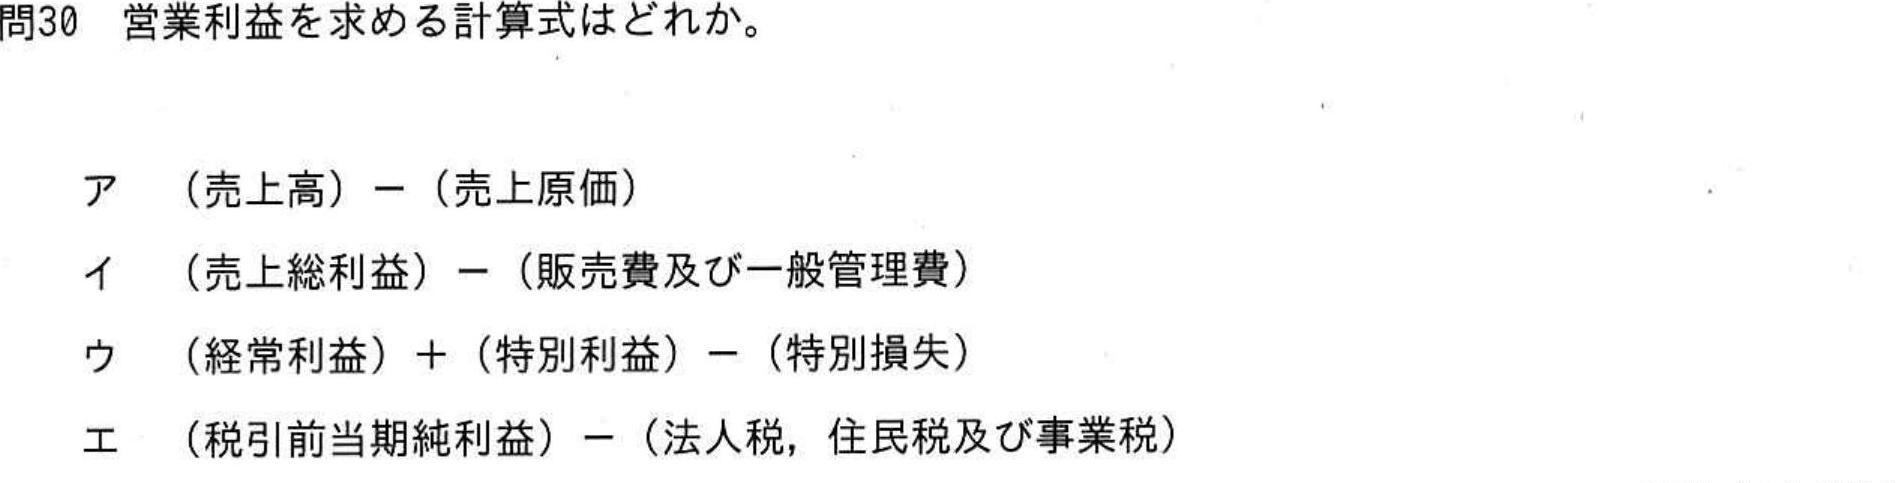 問30　営業利益を求める計算式はどれか。
ア　（売上高）－（売上原価）
イ　（売上総利益）－（販売費及び一般管理費）
ウ　（経常利益）＋（特別利益）－（特別損失）
エ　（税引前当期純利益）－（法人税，住民税及び事業税）